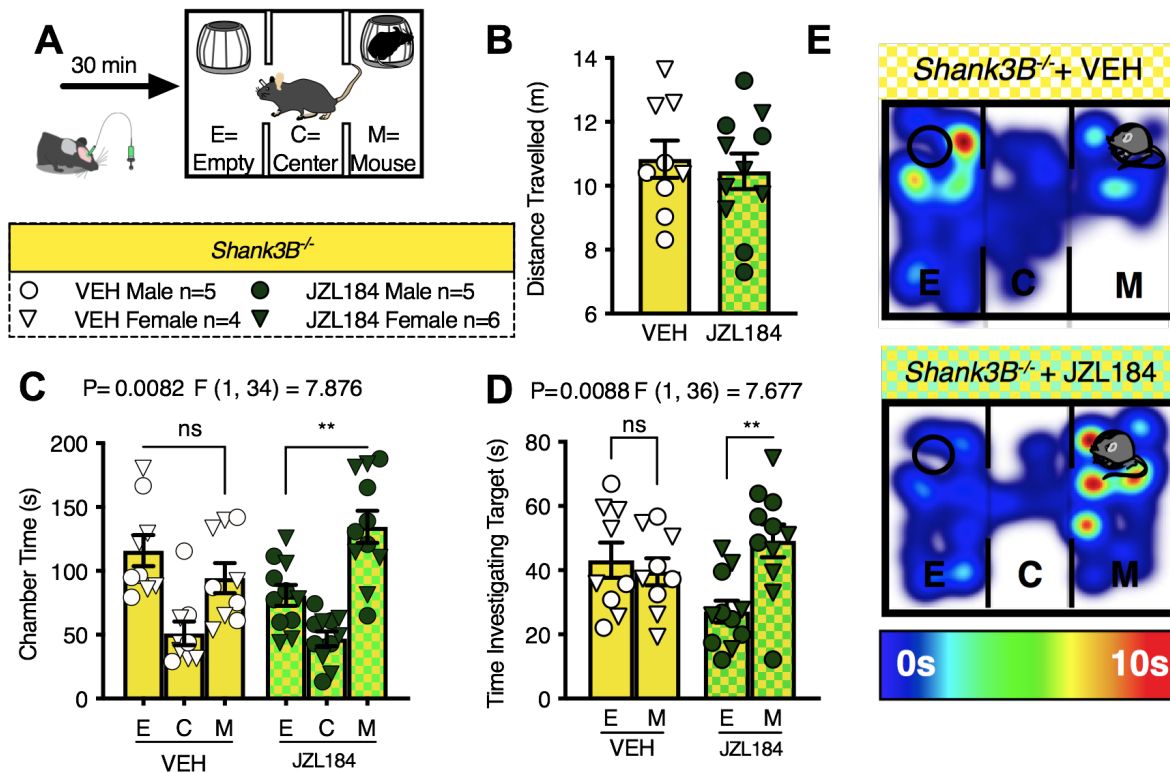 A
30 min
E=
Empty
C=
Center
M=
Mouse
Shank3B-/-
VEH Male n=5
JZL184 Male n=5
VEH Female n=4
JZL184 Female n=6
B
Distance Travelled (m)
14
12
10
8
6
VEH
JZL184
C
P= 0.0082 F (1, 34) = 7.876
Chamber Time (s)
200
150
100
50
0
ns
**
E
C
M
E
C
M
VEH
JZL184
D
P=0.0088 F (1, 36) = 7.677
Time Investigating Target (s)
80
60
40
20
0
ns
**
E
M
E
M
VEH
JZL184
E
Shank3B-/-+ VEH
E
C
M
Shank3B-/-+ JZL184
E
C
M
0s
10s